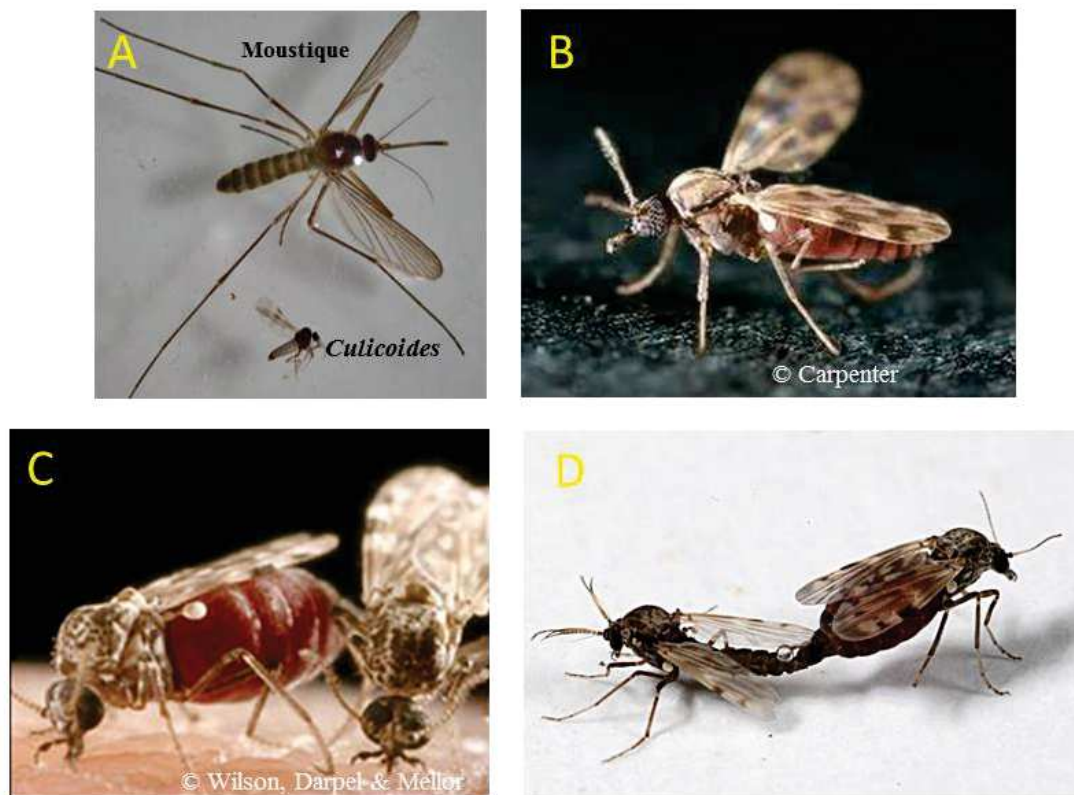 A
Moustique
Culicoides
B
© Carpenter
C
© Wilson, Darpel & Mellor
D